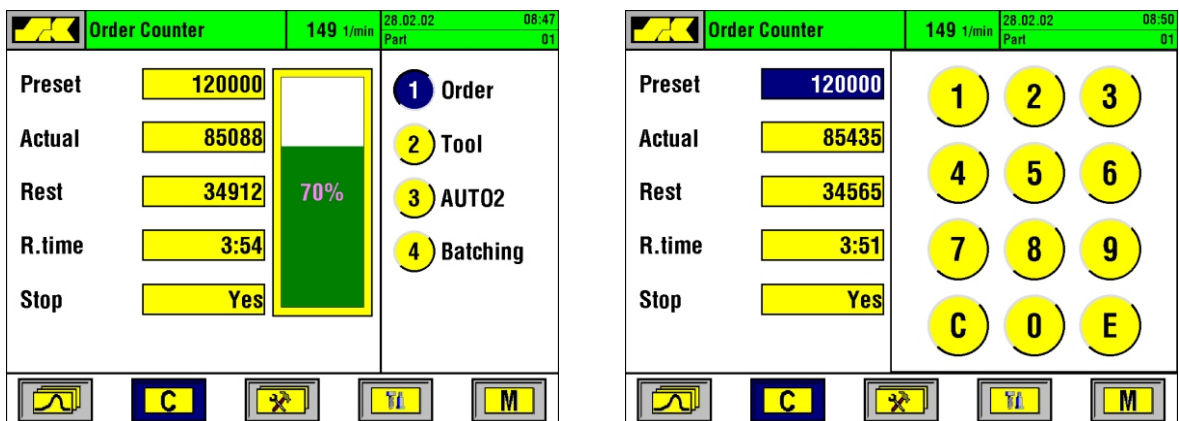 Order Counter 149 1/min 28.02.02 08:47
Part 01
Preset 120000
1 Order
Actual 85088
2 Tool
Rest 34912 70%
3 AUTO2
R.time 3:54
4 Batching
Stop Yes
C M
Order Counter 149 1/min 28.02.02 08:50
Part 01
Preset 120000
1 2 3
Actual 85435
4 5 6
Rest 34565
R.time 3:51
7 8 9
Stop Yes
C 0 E
C M